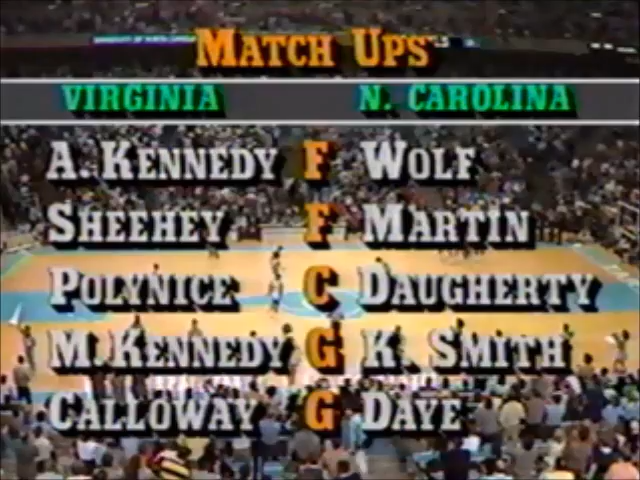 MATCH UPS
VIRGINIA N. CAROLINA
A. KENNEDY F WOLF
SHEEHEY F MARTIN
POLYNICE C DAUGHERTY
M. KENNEDY G K. SMITH
CALLOWAY G DAYE